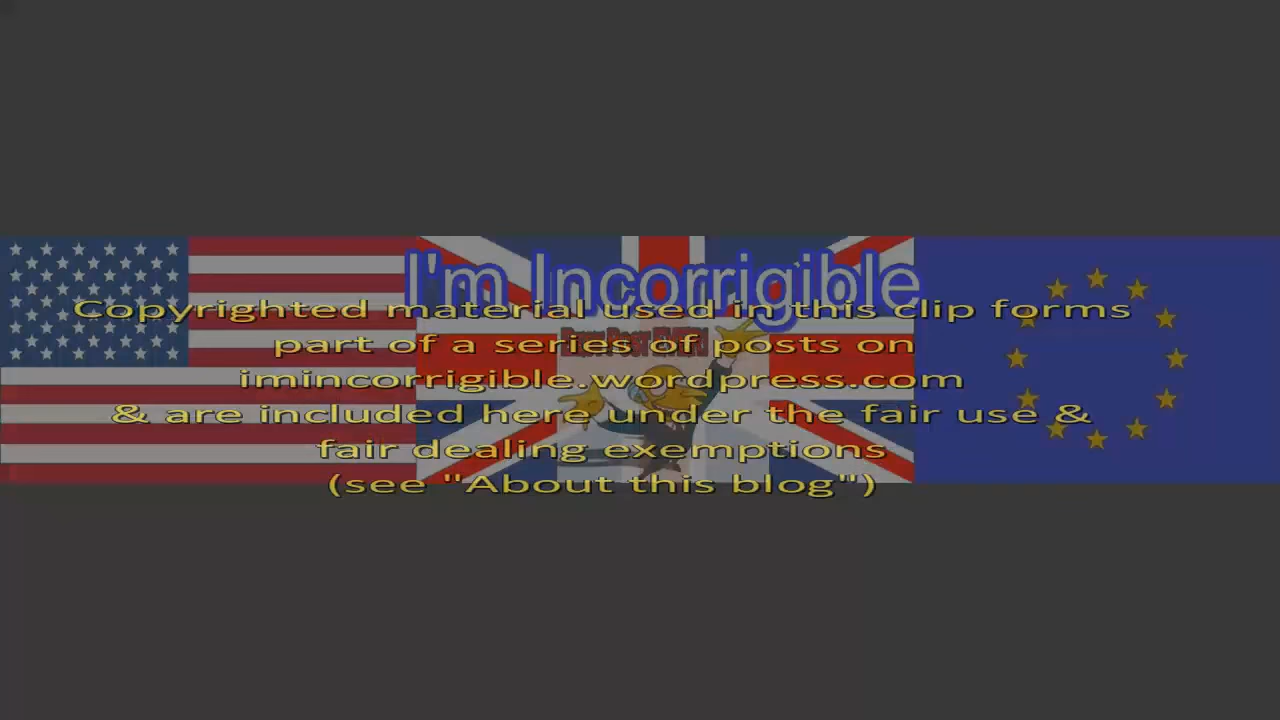 I'm Incorrigible
Copyrighted material used in this clip forms
part of a series of posts on
imincorrigible.wordpress.com
& are included here under the fair use &
fair dealing exemptions
(see "About this blog")